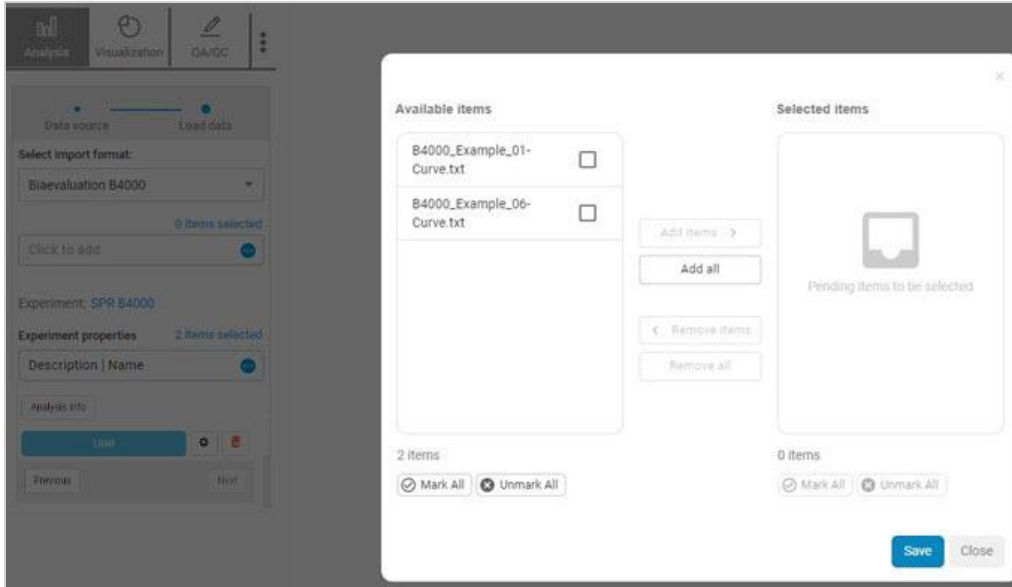 Analysis
Visualization
QA/QC
Data source
Load data
Select import format:
Biaevaluation B4000
0 items selected
Click to add
Experiment: SPR B4000
Experiment properties
2 items selected
Description | Name
Analysis info
Load
Previous
Next
Available items
B4000_Example_01-
Curve.txt
B4000_Example_06-
Curve.txt
2 items
Mark All
Unmark All
Add items
Add all
Remove items
Remove all
Selected items
Pending items to be selected
0 items
Mark All
Unmark All
Save
Close